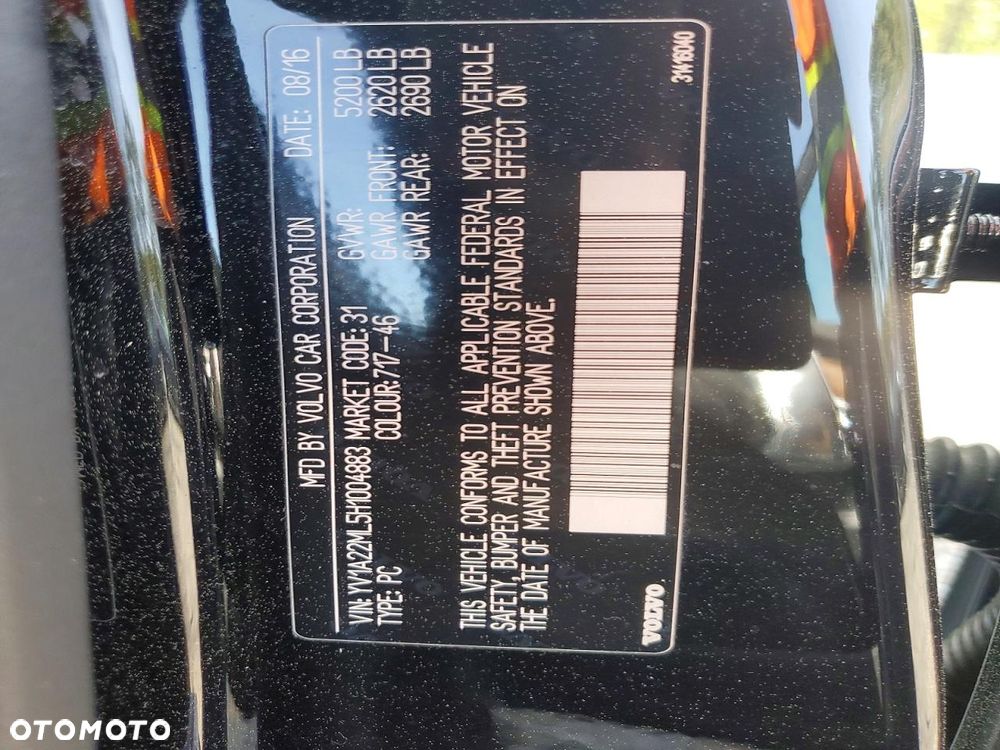 MFD BY VOLVO CAR CORPORATION DATE: 08/16
VIN: YV1A22ML5H1004883 MARKET CODE: 31 GVWR: 5200 LB
TYPE: PC COLOUR: 717-46 GAWR FRONT: 2620 LB
GAWR REAR: 2690 LB
THIS VEHICLE CONFORMS TO ALL APPLICABLE FEDERAL MOTOR VEHICLE
SAFETY, BUMPER AND THEFT PREVENTION STANDARDS IN EFFECT ON
THE DATE OF MANUFACTURE SHOWN ABOVE.
VOLVO 31416040
OTOMOTO